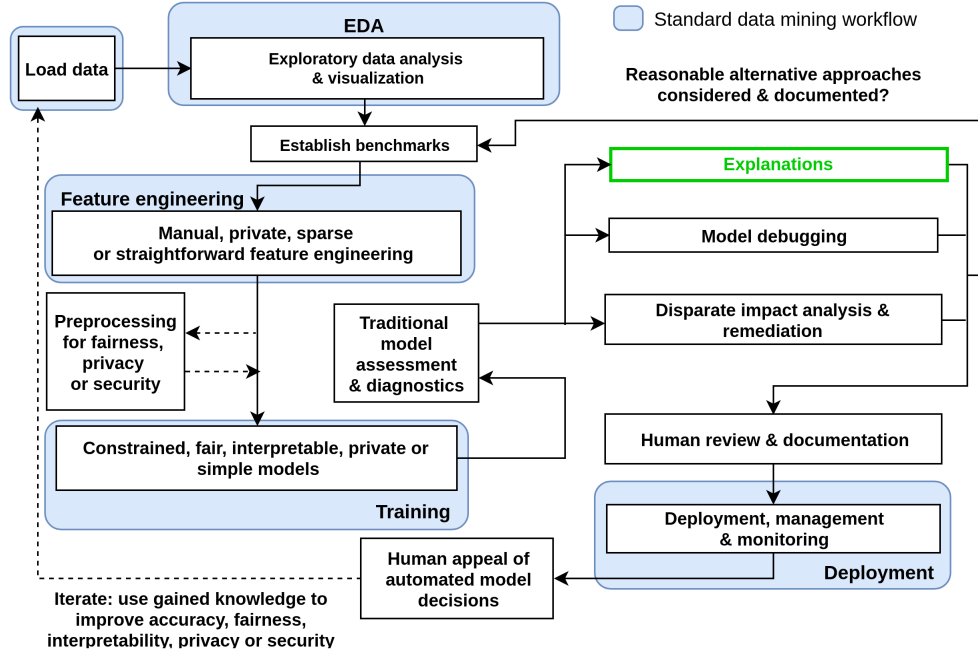 EDA
Standard data mining workflow
Load data
Exploratory data analysis
& visualization
Reasonable alternative approaches
considered & documented?
Establish benchmarks
Explanations
Feature engineering
Manual, private, sparse
or straightforward feature engineering
Model debugging
Preprocessing
for fairness,
privacy
or security
Traditional
model
assessment
& diagnostics
Disparate impact analysis &
remediation
Constrained, fair, interpretable, private or
simple models
Training
Human review & documentation
Deployment, management
& monitoring
Deployment
Human appeal of
automated model
decisions
Iterate: use gained knowledge to
improve accuracy, fairness,
interpretability, privacy or security